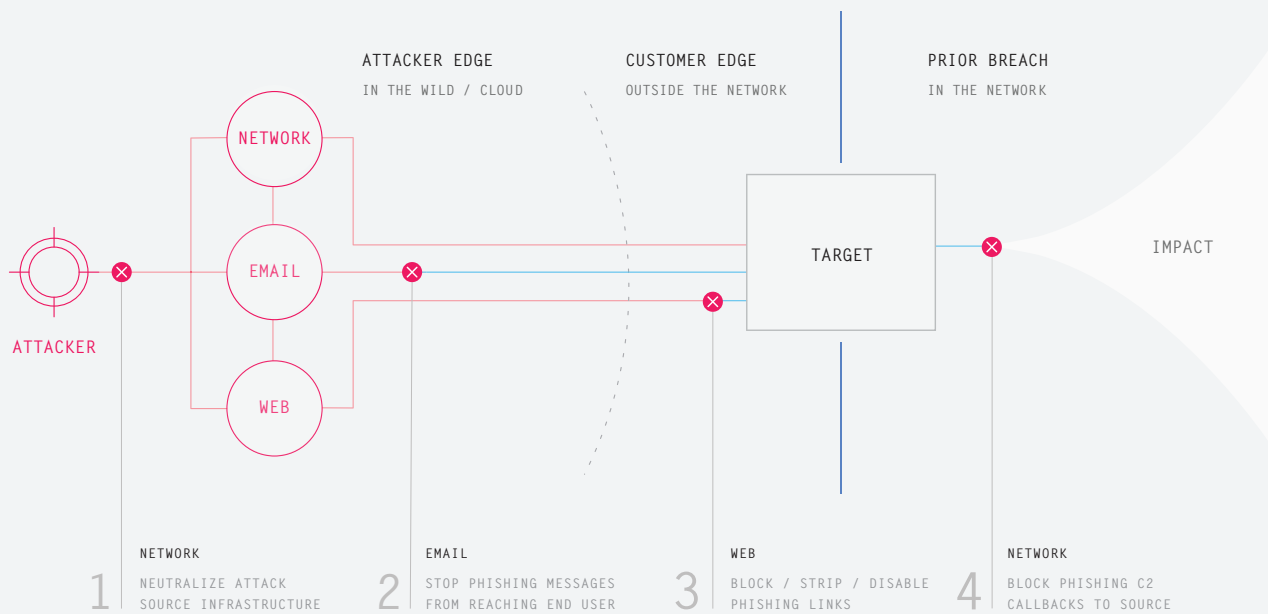 ATTACKER EDGE
IN THE WILD / CLOUD
CUSTOMER EDGE
OUTSIDE THE NETWORK
PRIOR BREACH
IN THE NETWORK
NETWORK
EMAIL
WEB
ATTACKER
TARGET
IMPACT
1
NETWORK
NEUTRALIZE ATTACK
SOURCE INFRASTRUCTURE
2
EMAIL
STOP PHISHING MESSAGES
FROM REACHING END USER
3
WEB
BLOCK / STRIP / DISABLE
PHISHING LINKS
4
NETWORK
BLOCK PHISHING C2
CALLBACKS TO SOURCE